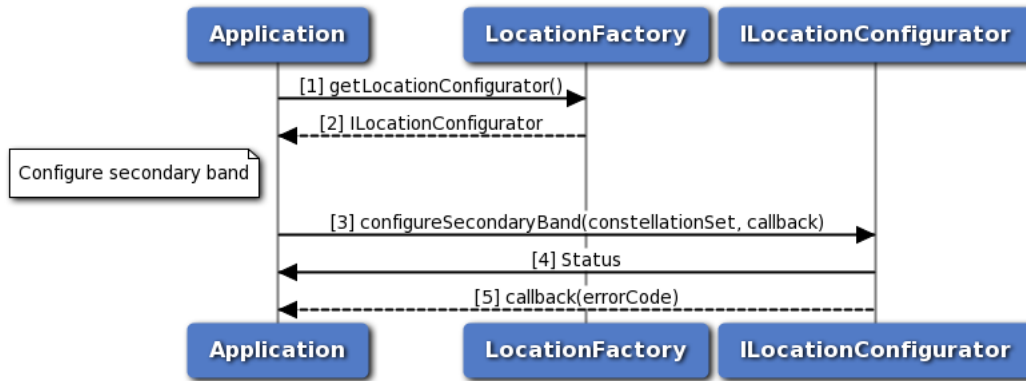 Application LocationFactory ILocationConfigurator
[1] getLocationConfigurator()
[2] ILocationConfigurator
Configure secondary band
[3] configureSecondaryBand(constellationSet, callback)
[4] Status
[5] callback(errorCode)
Application LocationFactory ILocationConfigurator